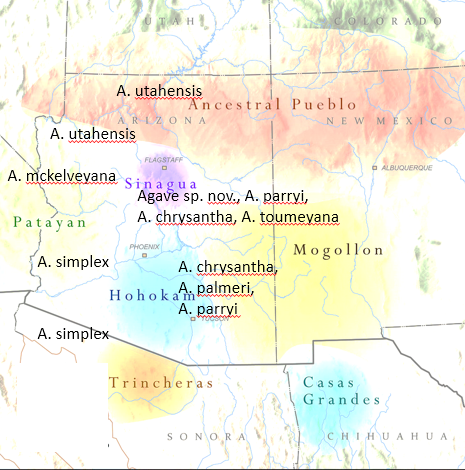 UTAH
COLORADO
A. utahensis
Ancestral Pueblo
ARIZONA
NEW MEXICO
A. utahensis
FLAGSTAFF
ALBUQUERQUE
A. mckelveyana
Sinagua
Agave sp. nov., A. parryi,
A. chrysantha, A. toumeyana
Patayan
PHOENIX
Mogollon
A. simplex
A. chrysantha,
A. palmeri,
Hohokam
A. parryi
TUCSON
A. simplex
Trincheras
Casas
Grandes
SONORA
CHIHUAHUA